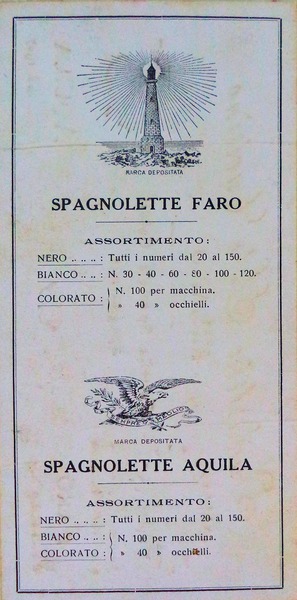 MARCA DEPOSITATA
SPAGNOLETTE FARO
ASSORTIMENTO:
NERO .. .. .. : Tutti i numeri dal 20 al 150.
BIANCO .. .. : N. 30 - 40 - 60 - 80 - 100 - 120.
COLORATO : N. 100 per macchina.
» 40 » occhielli.
MARCA DEPOSITATA
SPAGNOLETTE AQUILA
ASSORTIMENTO:
NERO .. .. .. : Tutti i numeri dal 20 al 150.
BIANCO .. .. : N. 100 per macchina.
COLORATO : » 40 » occhielli.